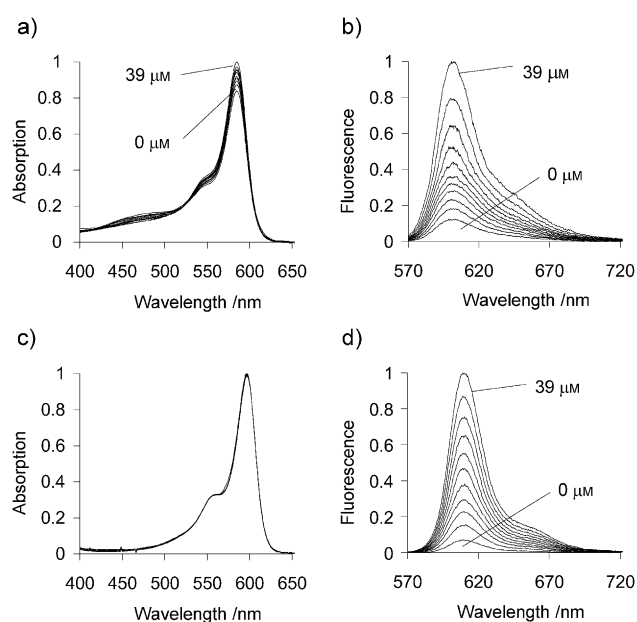 a)
1
0.8
0.6
0.4
0.2
0
Absorption
39 μM
0 μM
400 450 500 550 600 650
Wavelength /nm
b)
1
0.8
0.6
0.4
0.2
0
Fluorescence
39 μM
0 μM
570 620 670 720
Wavelength /nm
c)
1
0.8
0.6
0.4
0.2
0
Absorption
400 450 500 550 600 650
Wavelength /nm
d)
1
0.8
0.6
0.4
0.2
0
Fluorescence
39 μM
0 μM
570 620 670 720
Wavelength /nm